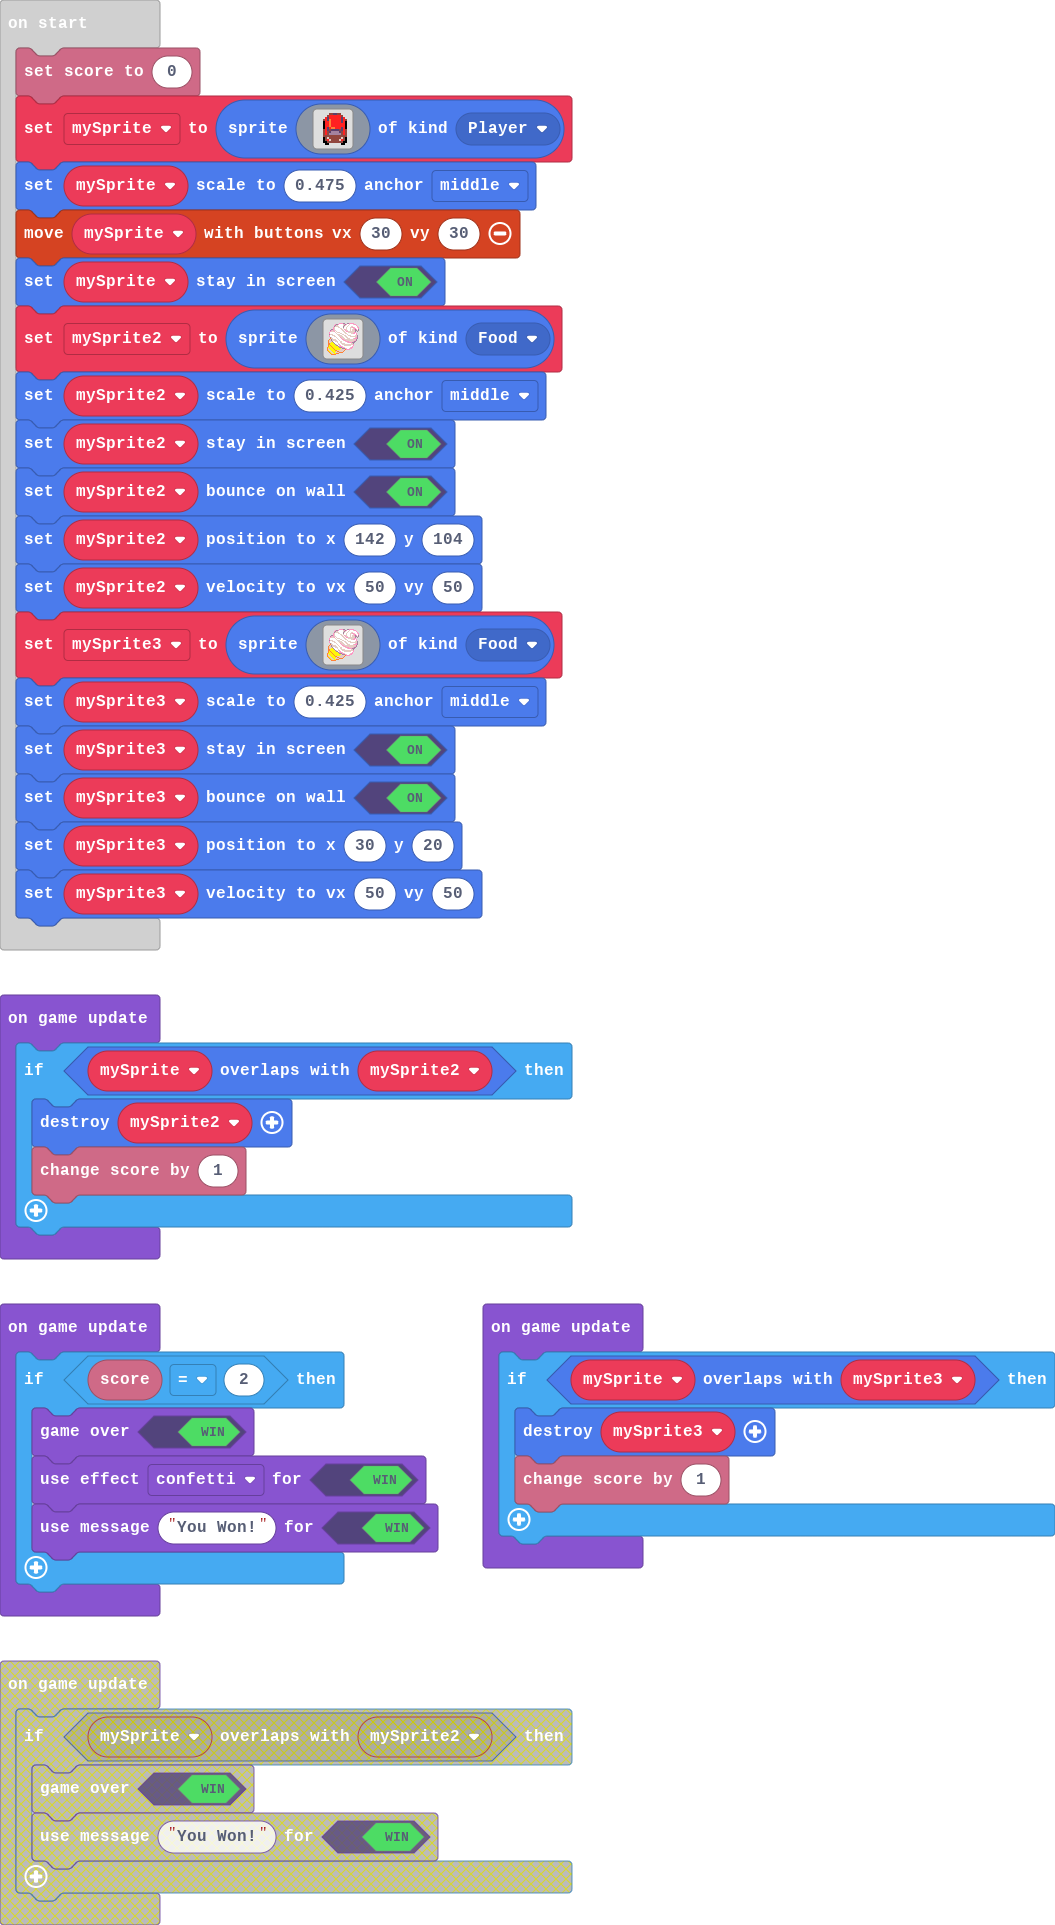 on start
set score to 0
set mySprite to sprite of kind Player
set mySprite scale to 0.475 anchor middle
move mySprite with buttons vx 30 vy 30
set mySprite stay in screen ON
set mySprite2 to sprite of kind Food
set mySprite2 scale to 0.425 anchor middle
set mySprite2 stay in screen ON
set mySprite2 bounce on wall ON
set mySprite2 position to x 142 y 104
set mySprite2 velocity to vx 50 vy 50
set mySprite3 to sprite of kind Food
set mySprite3 scale to 0.425 anchor middle
set mySprite3 stay in screen ON
set mySprite3 bounce on wall ON
set mySprite3 position to x 30 y 20
set mySprite3 velocity to vx 50 vy 50
on game update
if mySprite overlaps with mySprite2 then
destroy mySprite2
change score by 1
on game update
if score = 2 then
game over WIN
use effect confetti for WIN
use message "You Won!" for WIN
on game update
if mySprite overlaps with mySprite3 then
destroy mySprite3
change score by 1
on game update
if mySprite overlaps with mySprite2 then
game over WIN
use message "You Won!" for WIN